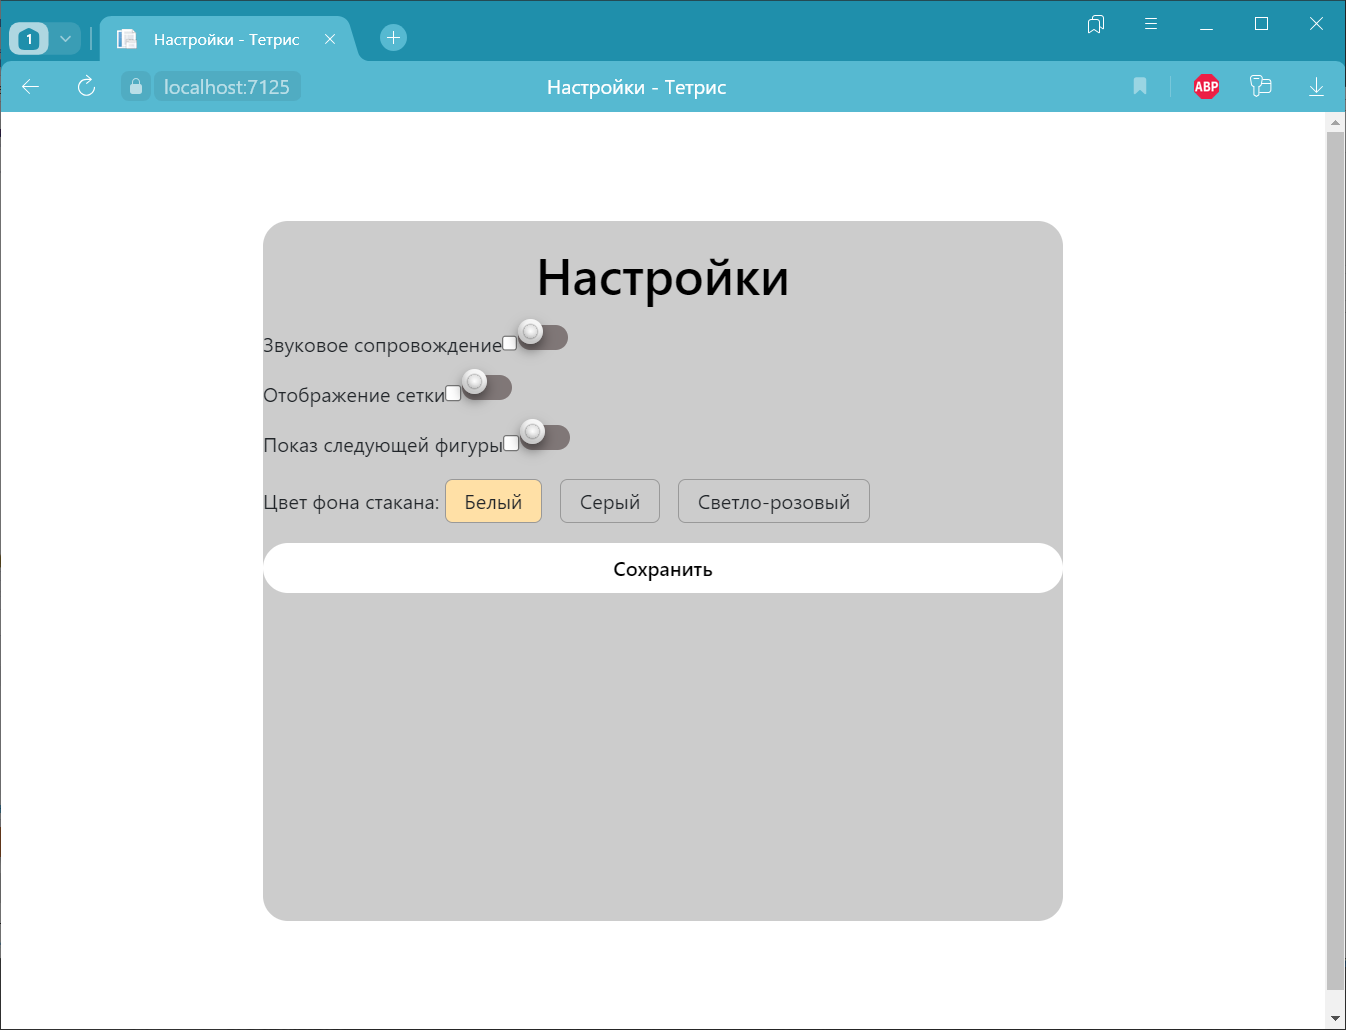 1
Настройки - Тетрис
localhost:7125
Настройки - Тетрис
ABP
Настройки
Звуковое сопровождение
Отображение сетки
Показ следующей фигуры
Цвет фона стакана: Белый Серый Светло-розовый
Сохранить